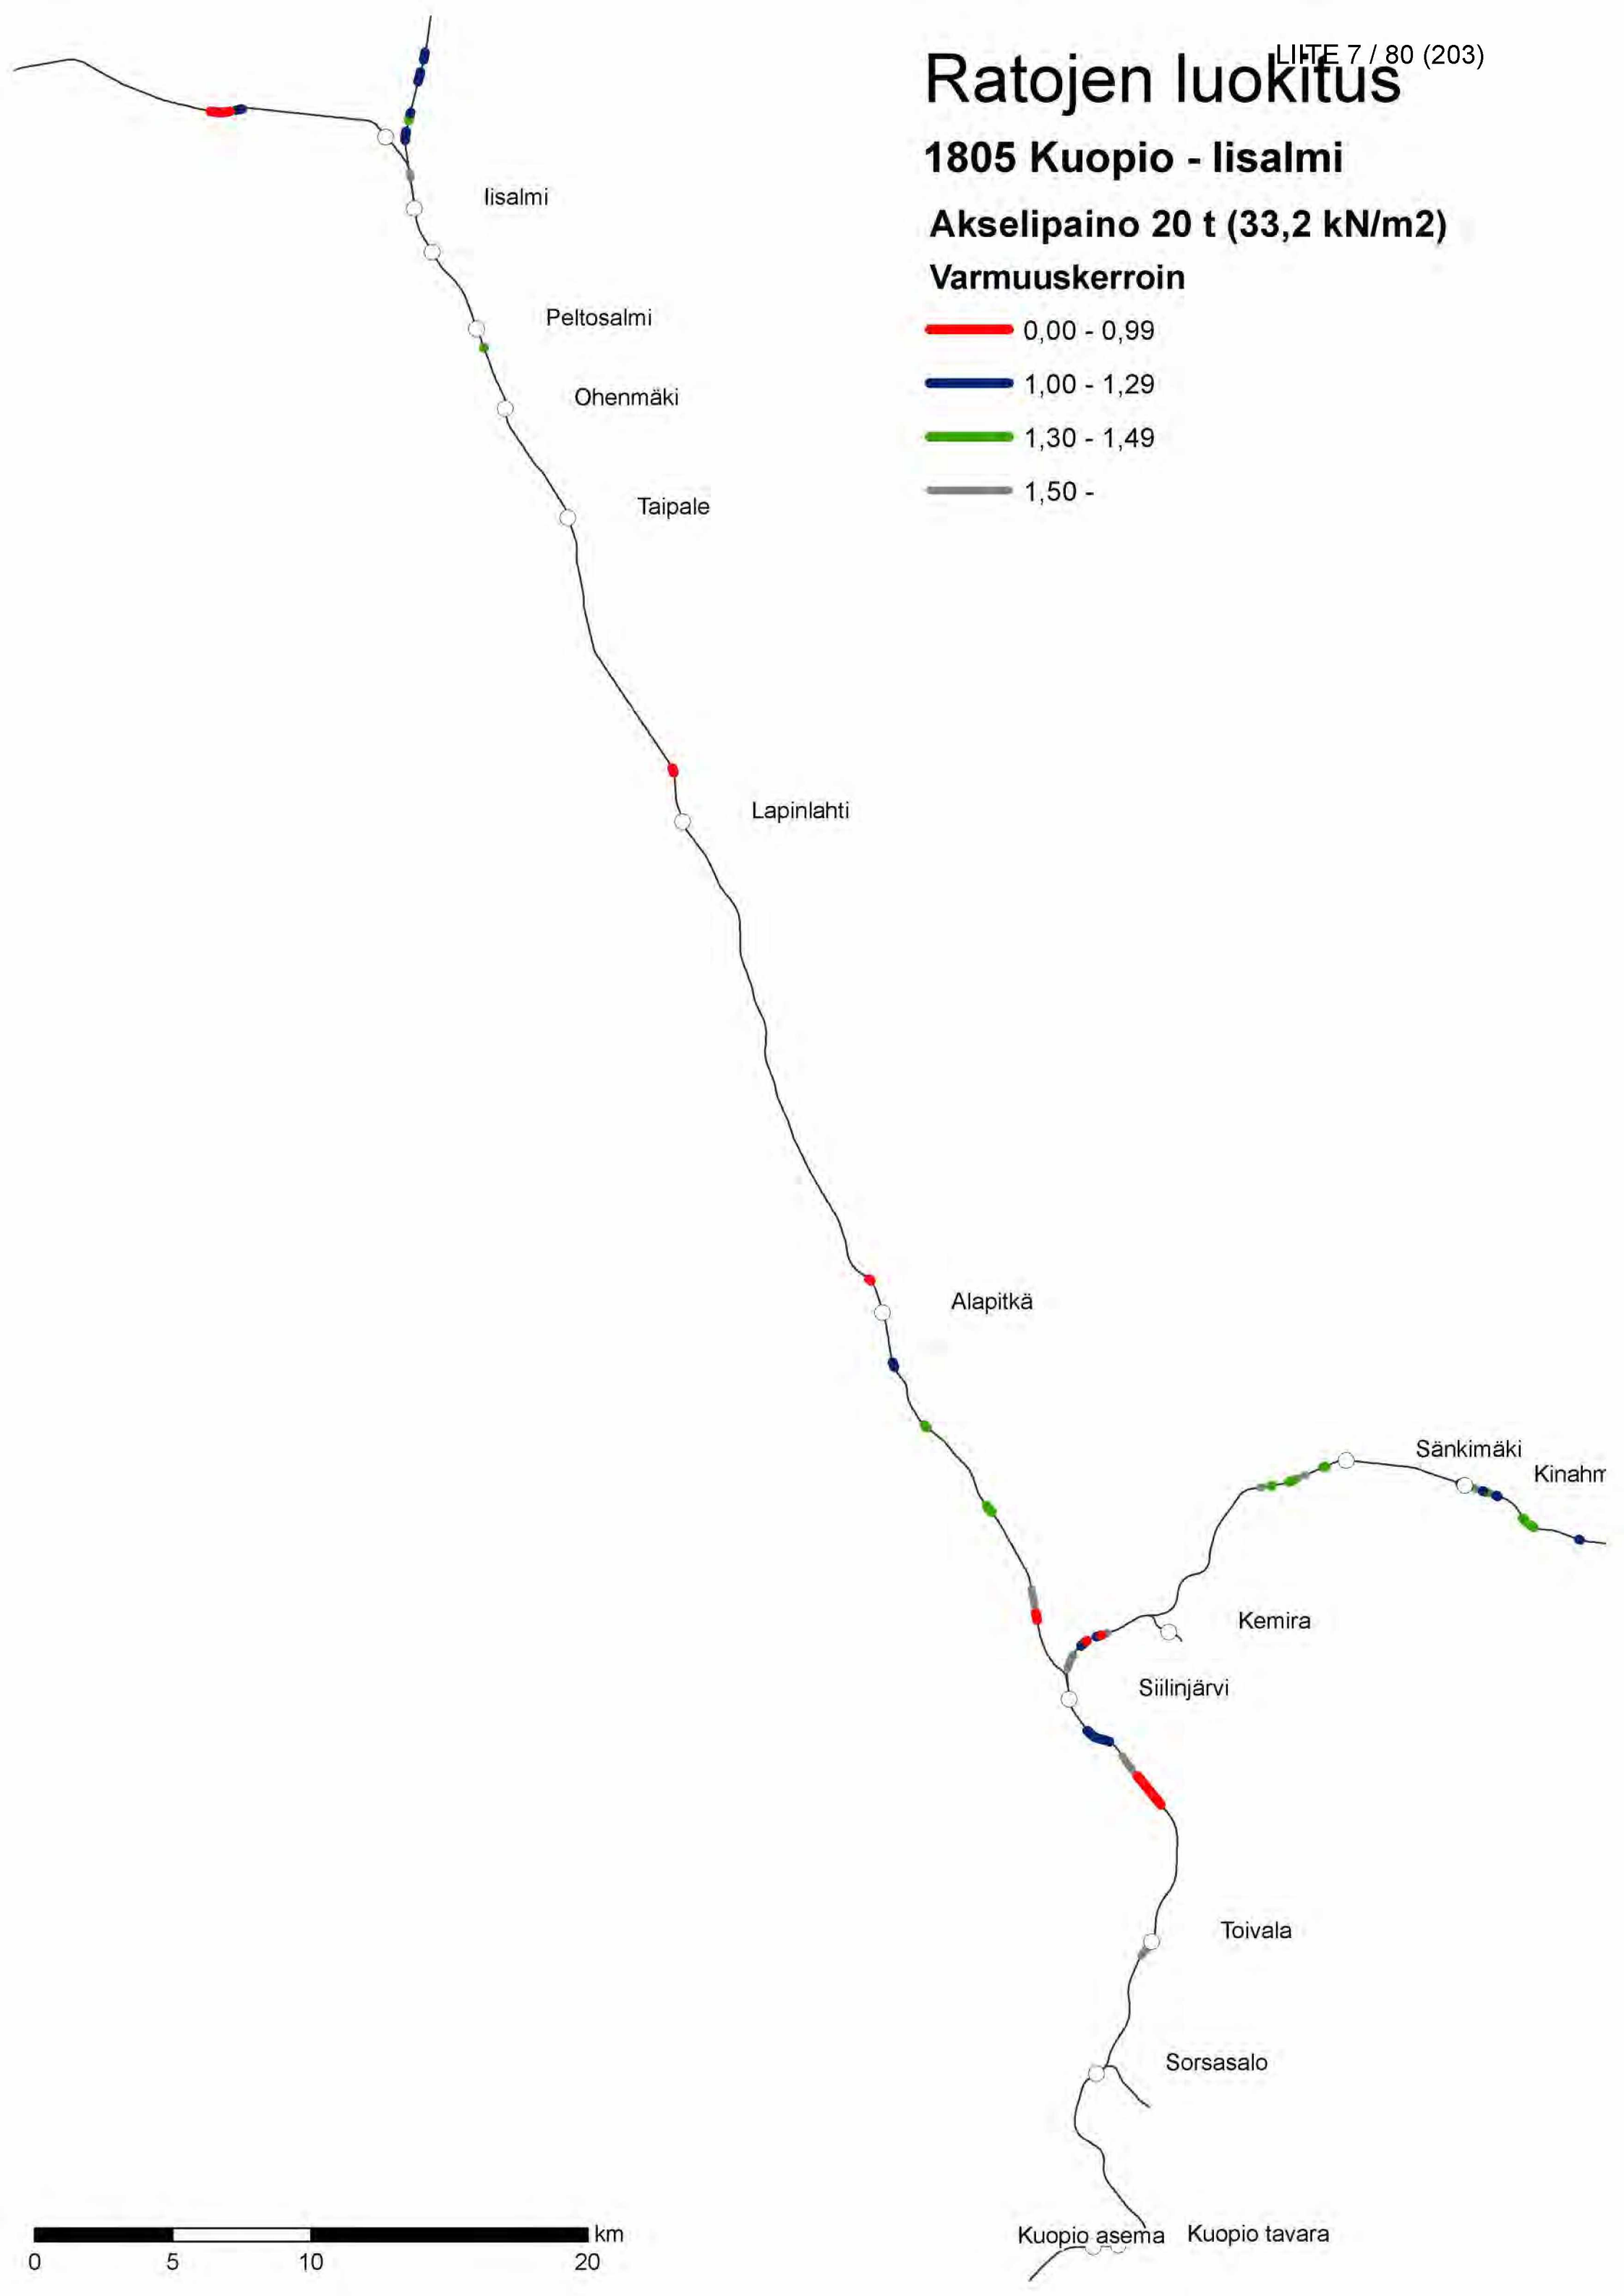 LIITE 7 / 80 (203)
Ratojen luokitus
1805 Kuopio - Iisalmi
Akselipaino 20 t (33,2 kN/m2)
Varmuuskerroin
0,00 - 0,99
1,00 - 1,29
1,30 - 1,49
1,50 -
Iisalmi
Peltosalmi
Ohenmäki
Taipale
Lapinlahti
Alapitkä
Sänkimäki
Kinahm
Kemira
Siilinjärvi
Toivala
Sorsasalo
Kuopio asema Kuopio tavara
km
0 5 10 20